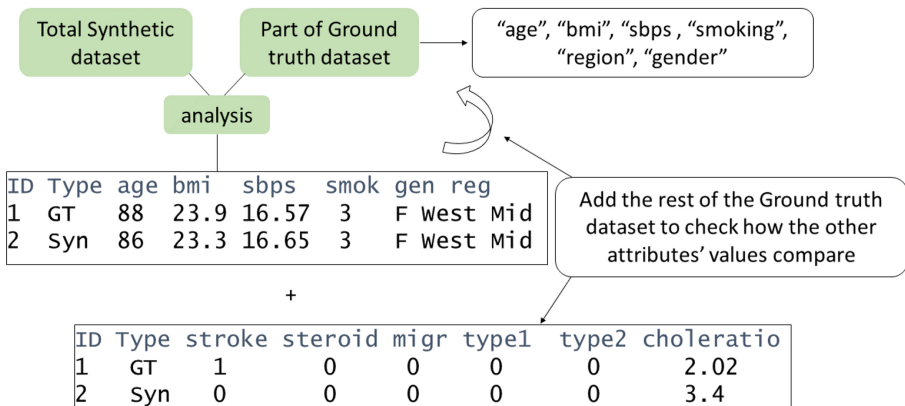 Total Synthetic
dataset
Part of Ground
truth dataset
“age”, “bmi”, “sbps , “smoking”,
“region”, “gender”
analysis
ID Type age bmi sbps smok gen reg
1 GT 88 23.9 16.57 3 F West Mid
2 Syn 86 23.3 16.65 3 F West Mid
Add the rest of the Ground truth
dataset to check how the other
attributes’ values compare
+
ID Type stroke steroid migr type1 type2 choleratio
1 GT 1 0 0 0 0 2.02
2 Syn 0 0 0 0 0 3.4